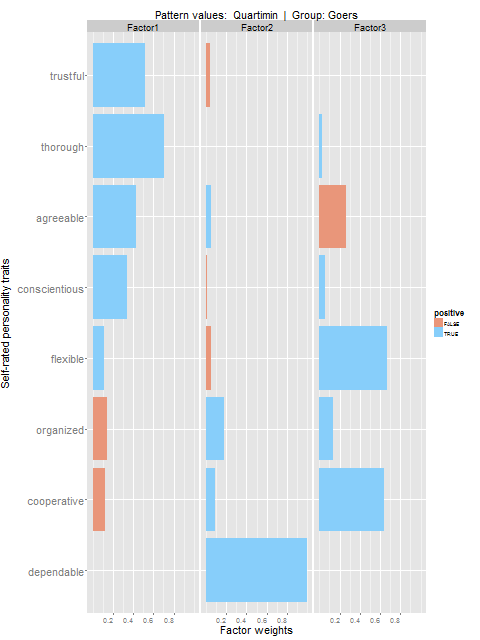 Pattern values: Quartimin | Group: Goers
Factor1 Factor2 Factor3
Self-rated personality traits
trustful
thorough
agreeable
conscientious
flexible
organized
cooperative
dependable
0.2 0.4 0.6 0.8 0.2 0.4 0.6 0.8 0.2 0.4 0.6 0.8
Factor weights
positive
FALSE
TRUE